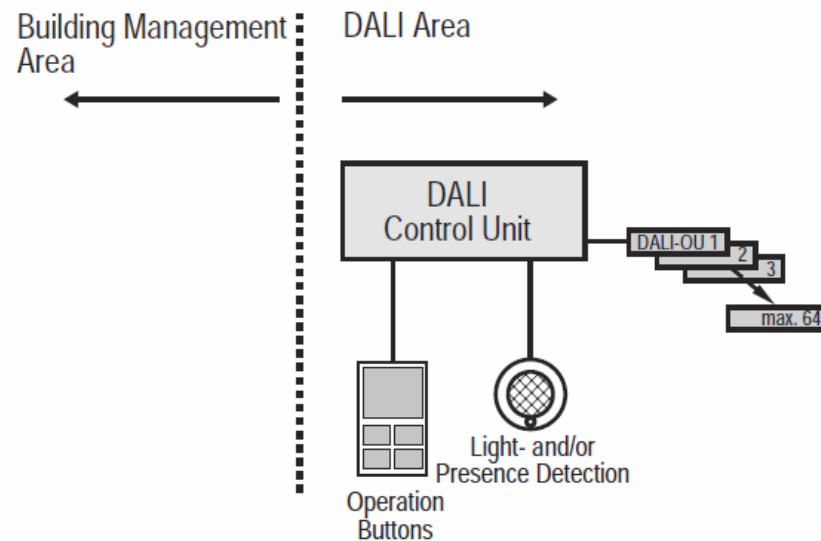 Building Management
Area
DALI Area
DALI
Control Unit
DALI-OU 1
2
3
max. 64
Light- and/or
Presence Detection
Operation
Buttons